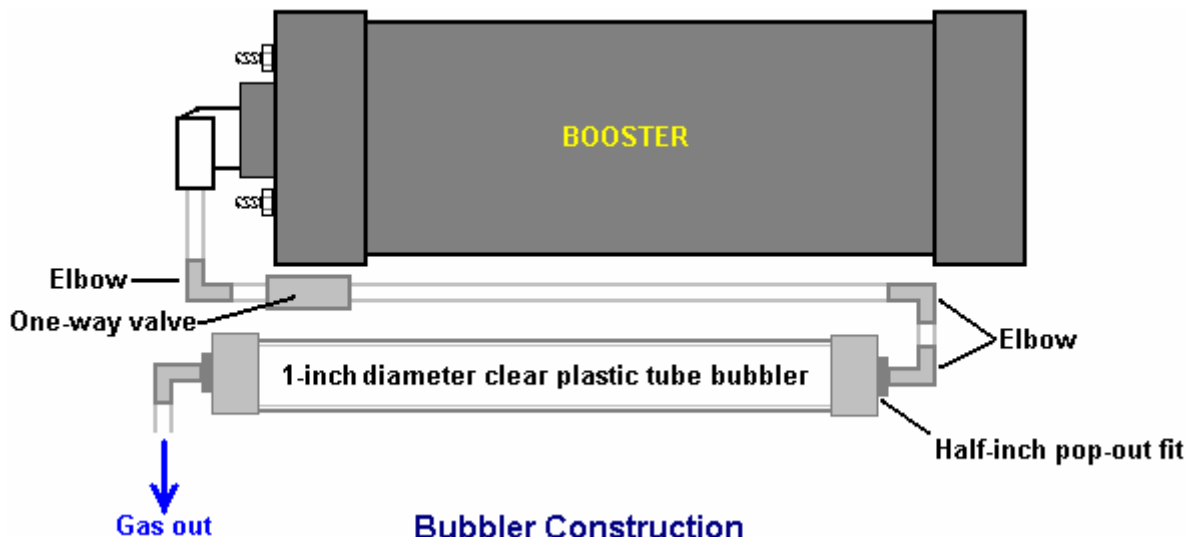 BOOSTER
Elbow
One-way valve
Elbow
1-inch diameter clear plastic tube bubbler
Half-inch pop-out fit
Gas out
Bubbler Construction